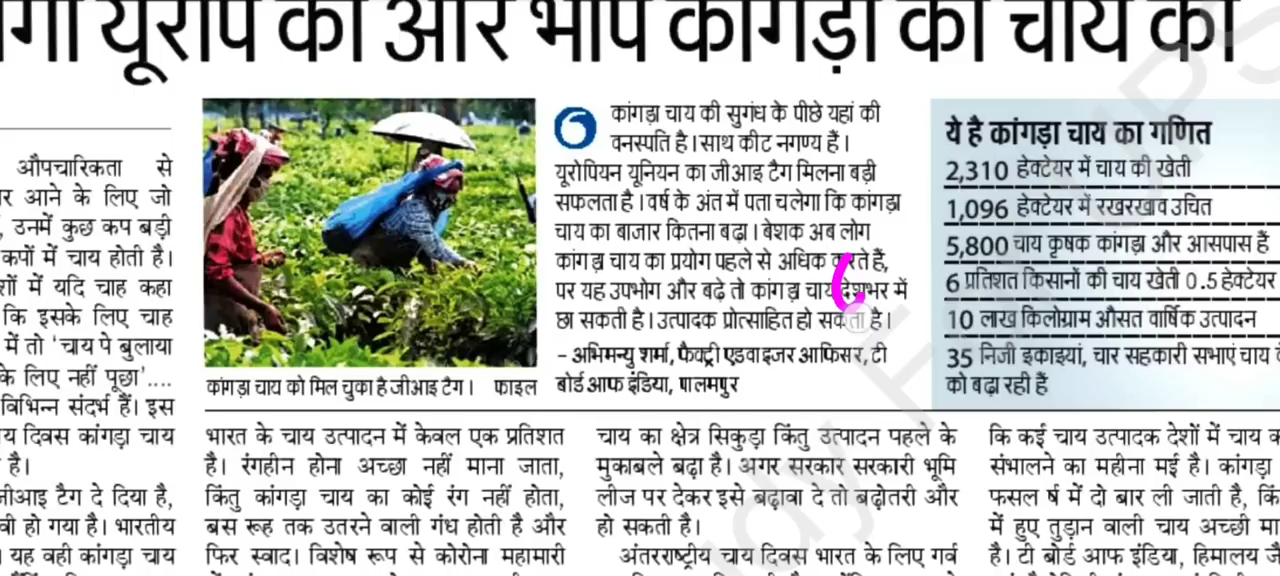 यूरोप की ओर भाप कांगड़ा की चाय की
औपचारिकता से
आने के लिए जो
उनमें कुछ कप बड़ी
कपों में चाय होती है।
में यदि चाह कहा
कि इसके लिए चाह
में तो 'चाय पे बुलाया
के लिए नहीं पूछा'....
विभिन्न संदर्भ हैं। इस
दिवस कांगड़ा चाय
है।
जीआइ टैग दे दिया है,
हो गया है। भारतीय
यह वही कांगड़ा चाय
कांगड़ा चाय को मिल चुका है जीआइ टैग। फाइल
कांगड़ा चाय की सुगंध के पीछे यहां की
वनस्पति है। साथ कीट नगण्य हैं।
यूरोपियन यूनियन का जीआइ टैग मिलना बड़ी
सफलता है। वर्ष के अंत में पता चलेगा कि कांगड़ा
चाय का बाजार कितना बढ़ा। बेशक अब लोग
कांगड़ा चाय का प्रयोग पहले से अधिक करते हैं,
पर यह उपभोग और बढ़े तो कांगड़ा चाय देशभर में
छा सकती है। उत्पादक प्रोत्साहित हो सकता है।
– अभिमन्यु शर्मा, फैक्ट्री एडवाइजर आफिसर, टी
बोर्ड आफ इंडिया, पालमपुर
ये है कांगड़ा चाय का गणित
2,310 हेक्टेयर में चाय की खेती
1,096 हेक्टेयर में रखरखाव उचित
5,800 चाय कृषक कांगड़ा और आसपास हैं
6 प्रतिशत किसानों की चाय खेती 0.5 हेक्टेयर
10 लाख किलोग्राम औसत वार्षिक उत्पादन
35 निजी इकाइयां, चार सहकारी सभाएं चाय
को बढ़ा रही हैं
भारत के चाय उत्पादन में केवल एक प्रतिशत
है। रंगहीन होना अच्छा नहीं माना जाता,
किंतु कांगड़ा चाय का कोई रंग नहीं होता,
बस रूह तक उतरने वाली गंध होती है और
फिर स्वाद। विशेष रूप से कोरोना महामारी
चाय का क्षेत्र सिकुड़ा किंतु उत्पादन पहले के
मुकाबले बढ़ा है। अगर सरकार सरकारी भूमि
लीज पर देकर इसे बढ़ावा दे तो बढ़ोतरी और
हो सकती है।
अंतरराष्ट्रीय चाय दिवस भारत के लिए गर्व
कि कई चाय उत्पादक देशों में चाय
संभालने का महीना मई है। कांगड़ा
फसल र्ष में दो बार ली जाती है,
में हुए तुड़ान वाली चाय अच्छी
है। टी बोर्ड आफ इंडिया, हिमालय